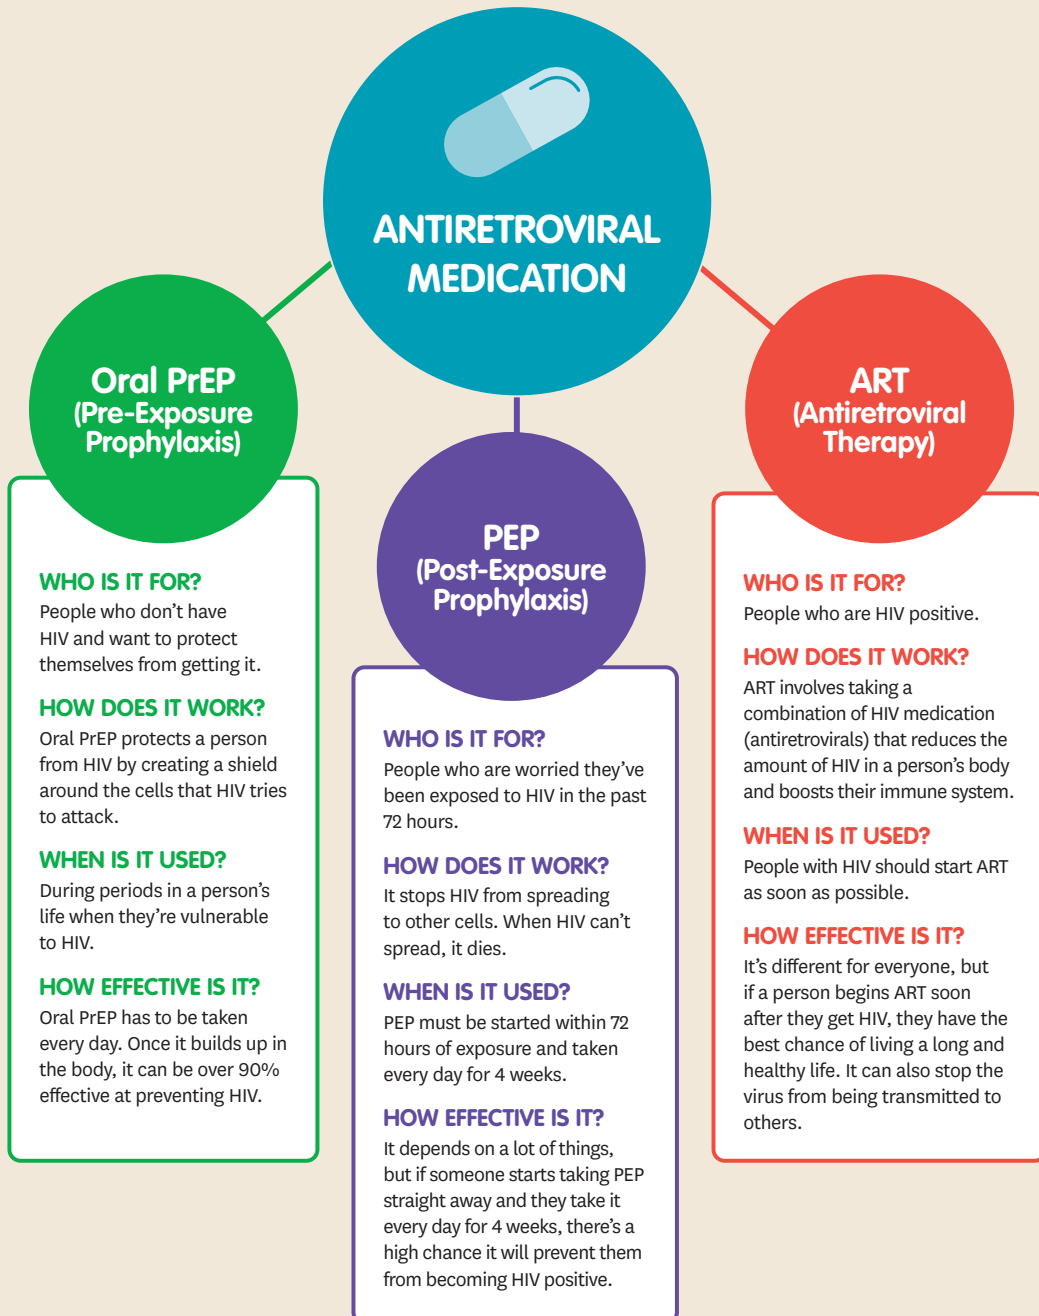 ANTIRETROVIRAL
MEDICATION
Oral PrEP
(Pre-Exposure
Prophylaxis)
WHO IS IT FOR?
People who don't have
HIV and want to protect
themselves from getting it.
HOW DOES IT WORK?
Oral PrEP protects a person
from HIV by creating a shield
around the cells that HIV tries
to attack.
WHEN IS IT USED?
During periods in a person's
life when they're vulnerable
to HIV.
HOW EFFECTIVE IS IT?
Oral PrEP has to be taken
every day. Once it builds up in
the body, it can be over 90%
effective at preventing HIV.
PEP
(Post-Exposure
Prophylaxis)
WHO IS IT FOR?
People who are worried they've
been exposed to HIV in the past
72 hours.
HOW DOES IT WORK?
It stops HIV from spreading
to other cells. When HIV can't
spread, it dies.
WHEN IS IT USED?
PEP must be started within 72
hours of exposure and taken
every day for 4 weeks.
HOW EFFECTIVE IS IT?
It depends on a lot of things,
but if someone starts taking PEP
straight away and they take it
every day for 4 weeks, there's a
high chance it will prevent them
from becoming HIV positive.
ART
(Antiretroviral
Therapy)
WHO IS IT FOR?
People who are HIV positive.
HOW DOES IT WORK?
ART involves taking a
combination of HIV medication
(antiretrovirals) that reduces the
amount of HIV in a person's body
and boosts their immune system.
WHEN IS IT USED?
People with HIV should start ART
as soon as possible.
HOW EFFECTIVE IS IT?
It's different for everyone, but
if a person begins ART soon
after they get HIV, they have the
best chance of living a long and
healthy life. It can also stop the
virus from being transmitted to
others.